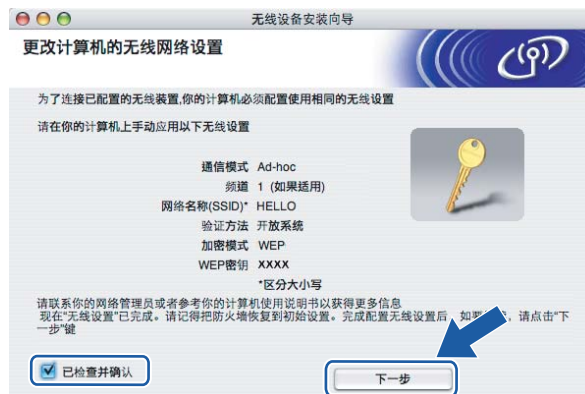 无线设备安装向导
更改计算机的无线网络设置
为了连接已配置的无线装置,你的计算机必须配置使用相同的无线设置
请在你的计算机上手动应用以下无线设置
通信模式 Ad-hoc
频道 1 (如果适用)
网络名称(SSID)* HELLO
验证方法 开放系统
加密模式 WEP
WEP密钥 XXXX
*区分大小写
请联系你的网络管理员或者参考你的计算机使用说明书以获得更多信息
现在"无线设置"已完成。请记得把防火墙恢复到初始设置。完成配置无线设置后，如要，请点击"下
一步"键
已检查并确认
下一步